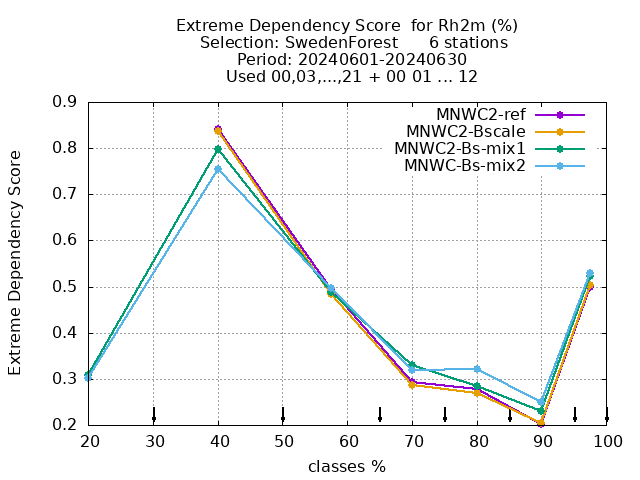 Extreme Dependency Score  for Rh2m (%)
Selection: SwedenForest      6 stations
Period: 20240601-20240630
Used 00,03,...,21 + 00 01 ... 12
MNWC2-ref
MNWC2-Bscale
MNWC2-Bs-mix1
MNWC-Bs-mix2
Extreme Dependency Score
0.9
0.8
0.7
0.6
0.5
0.4
0.3
0.2
20 30 40 50 60 70 80 90 100
classes %